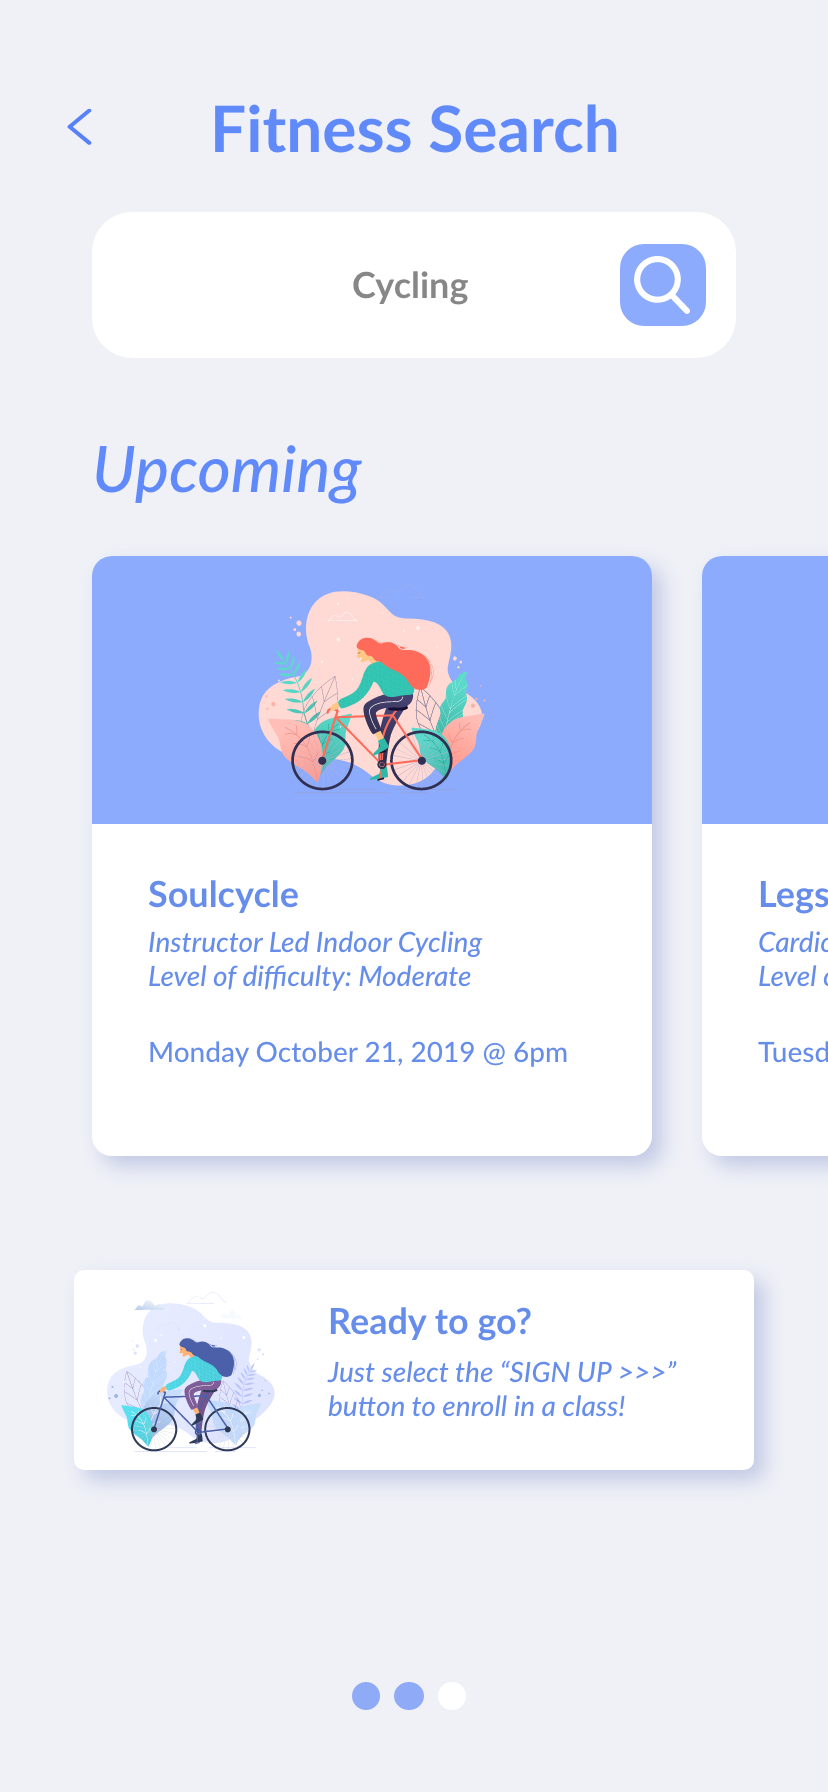 Fitness Search
Cycling
Upcoming
Soulcycle
Instructor Led Indoor Cycling
Level of difficulty: Moderate
Monday October 21, 2019 @ 6pm
Legs
Cardio
Level
Tuesd
Ready to go?
Just select the “SIGN UP >>>”
button to enroll in a class!